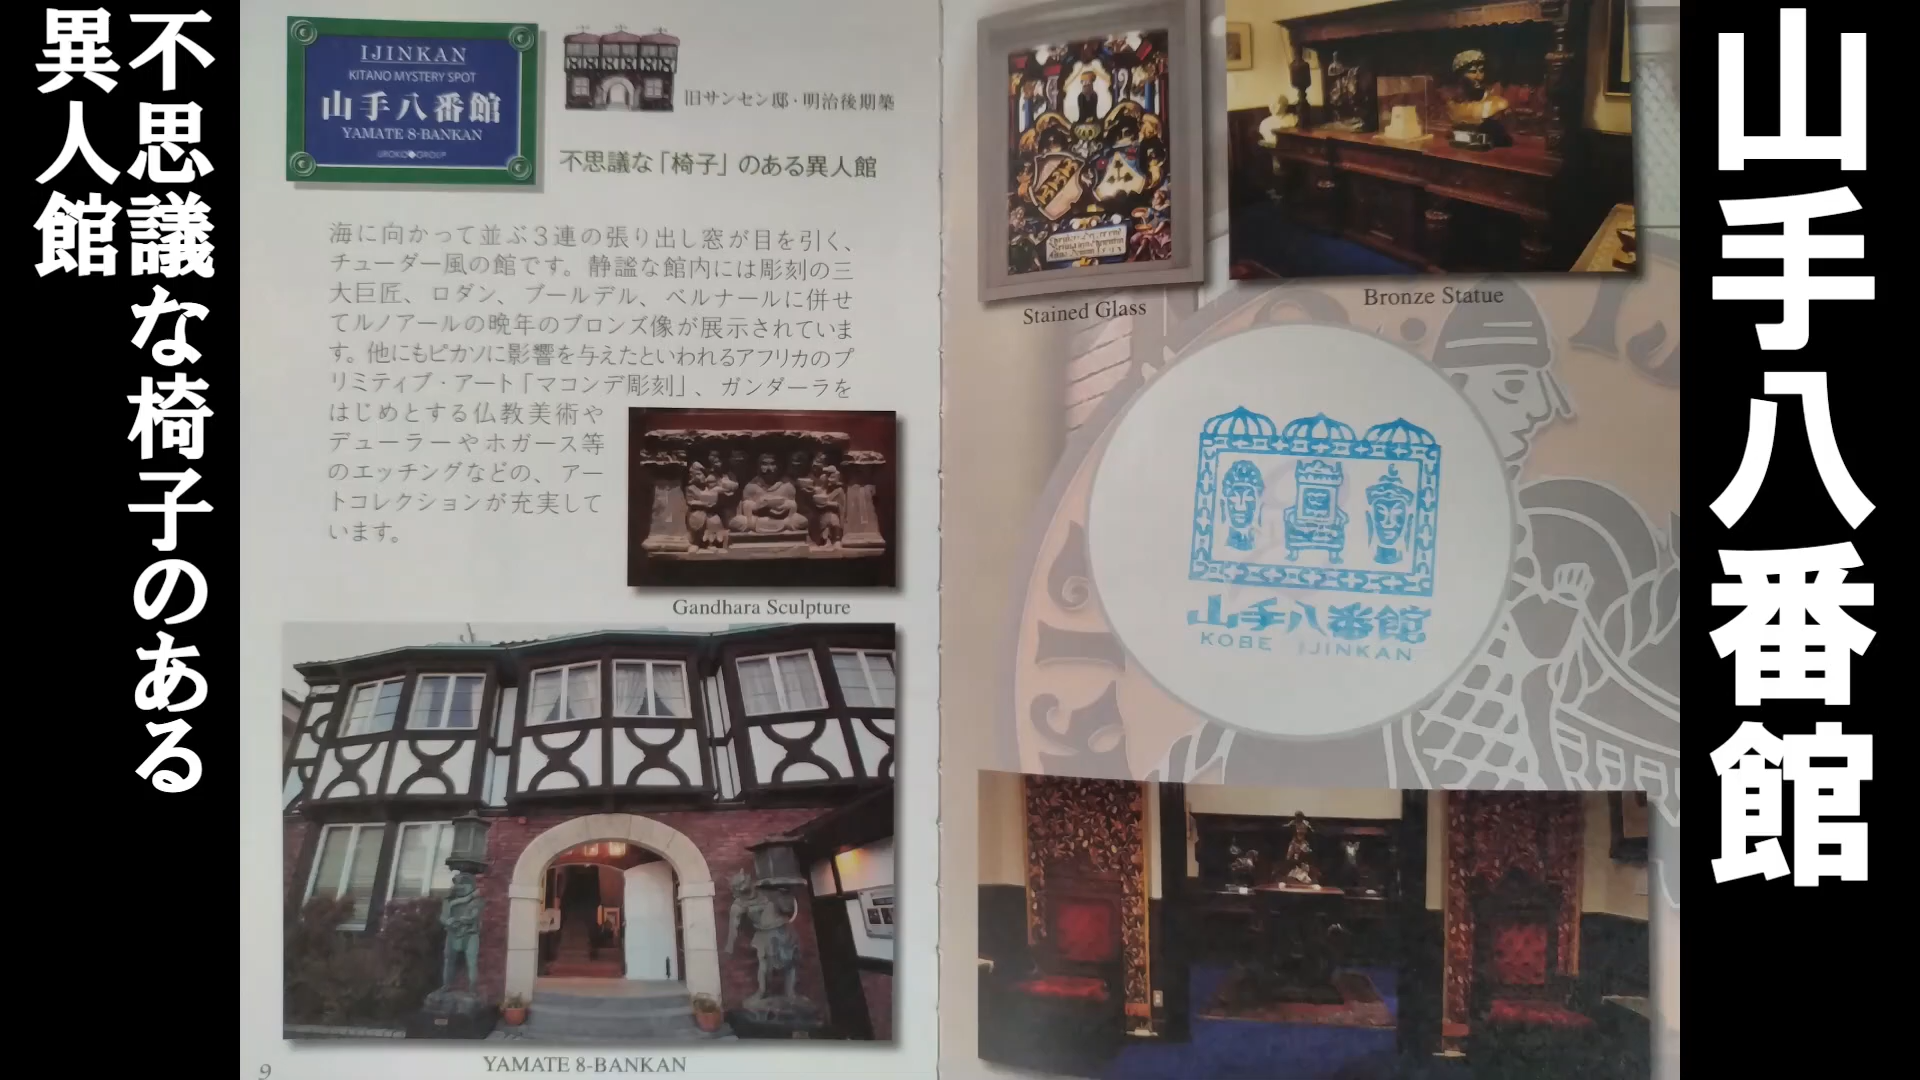 不思議な椅子のある
異人館
IJINKAN
KITANO MYSTERY SPOT
山手八番館
YAMATE 8-BANKAN
UROKO◆GROUP
旧サンセン邸・明治後期築
不思議な「椅子」のある異人館
海に向かって並ぶ3連の張り出し窓が目を引く、
チューダー風の館です。静謐な館内には彫刻の三
大巨匠、ロダン、ブールデル、ベルナールに併せ
てルノアールの晩年のブロンズ像が展示されていま
す。他にもピカソに影響を与えたといわれるアフリカのプ
リミティブ・アート「マコンデ彫刻」、ガンダーラを
はじめとする仏教美術や
デューラーやホガース等
のエッチングなどの、アー
トコレクションが充実して
います。
Gandhara Sculpture
YAMATE 8-BANKAN
9
Stained Glass
Bronze Statue
山手八番館
KOBE IJINKAN
山手八番館